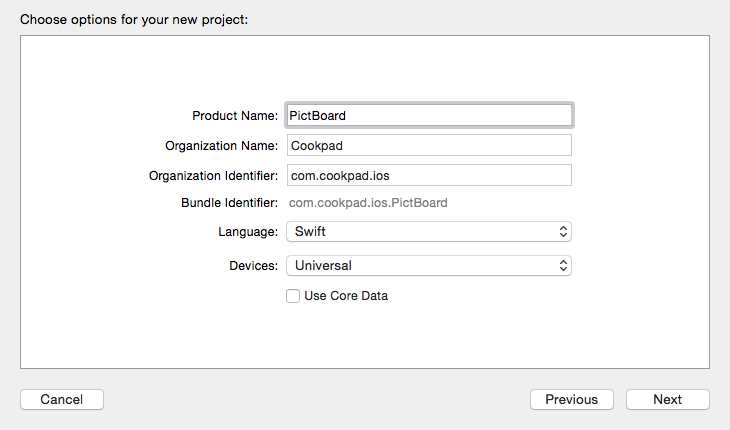 Choose options for your new project:
Product Name: PictBoard
Organization Name: Cookpad
Organization Identifier: com.cookpad.ios
Bundle Identifier: com.cookpad.ios.PictBoard
Language: Swift
Devices: Universal
Use Core Data
Cancel Previous Next